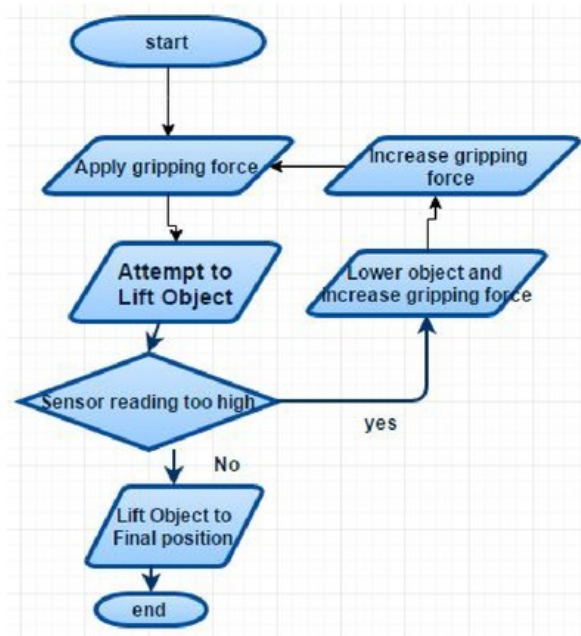 start
Apply gripping force
Increase gripping
force
Attempt to
Lift Object
Lower object and
increase gripping force
Sensor reading too high
yes
No
Lift Object to
Final position
end